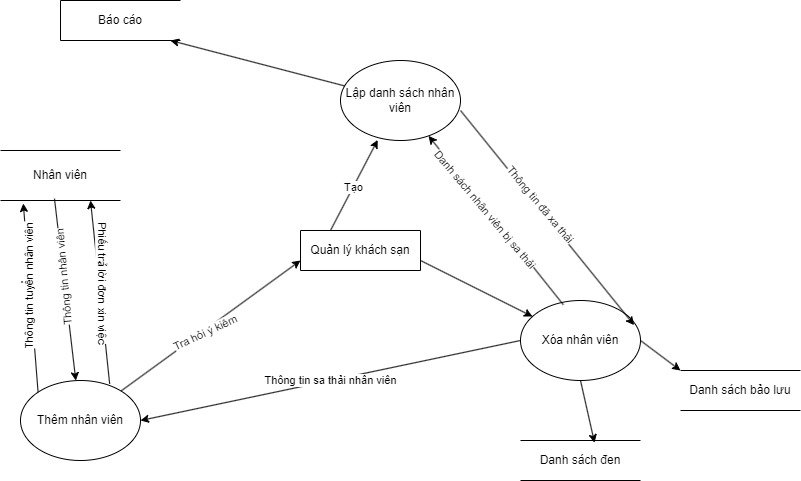 Báo cáo
Lập danh sách nhân
viên
Nhân viên
Tạo
Danh sách nhân viên bị sa thải
Thông tin đã xa thải
Quản lý khách sạn
Thông tin tuyển nhân viên
Thông tin nhân viên
Phiếu trả lời đơn xin việc
Tra hỏi ý kiêm
Xóa nhân viên
Thông tin sa thải nhân viên
Danh sách bảo lưu
Thêm nhân viên
Danh sách đen